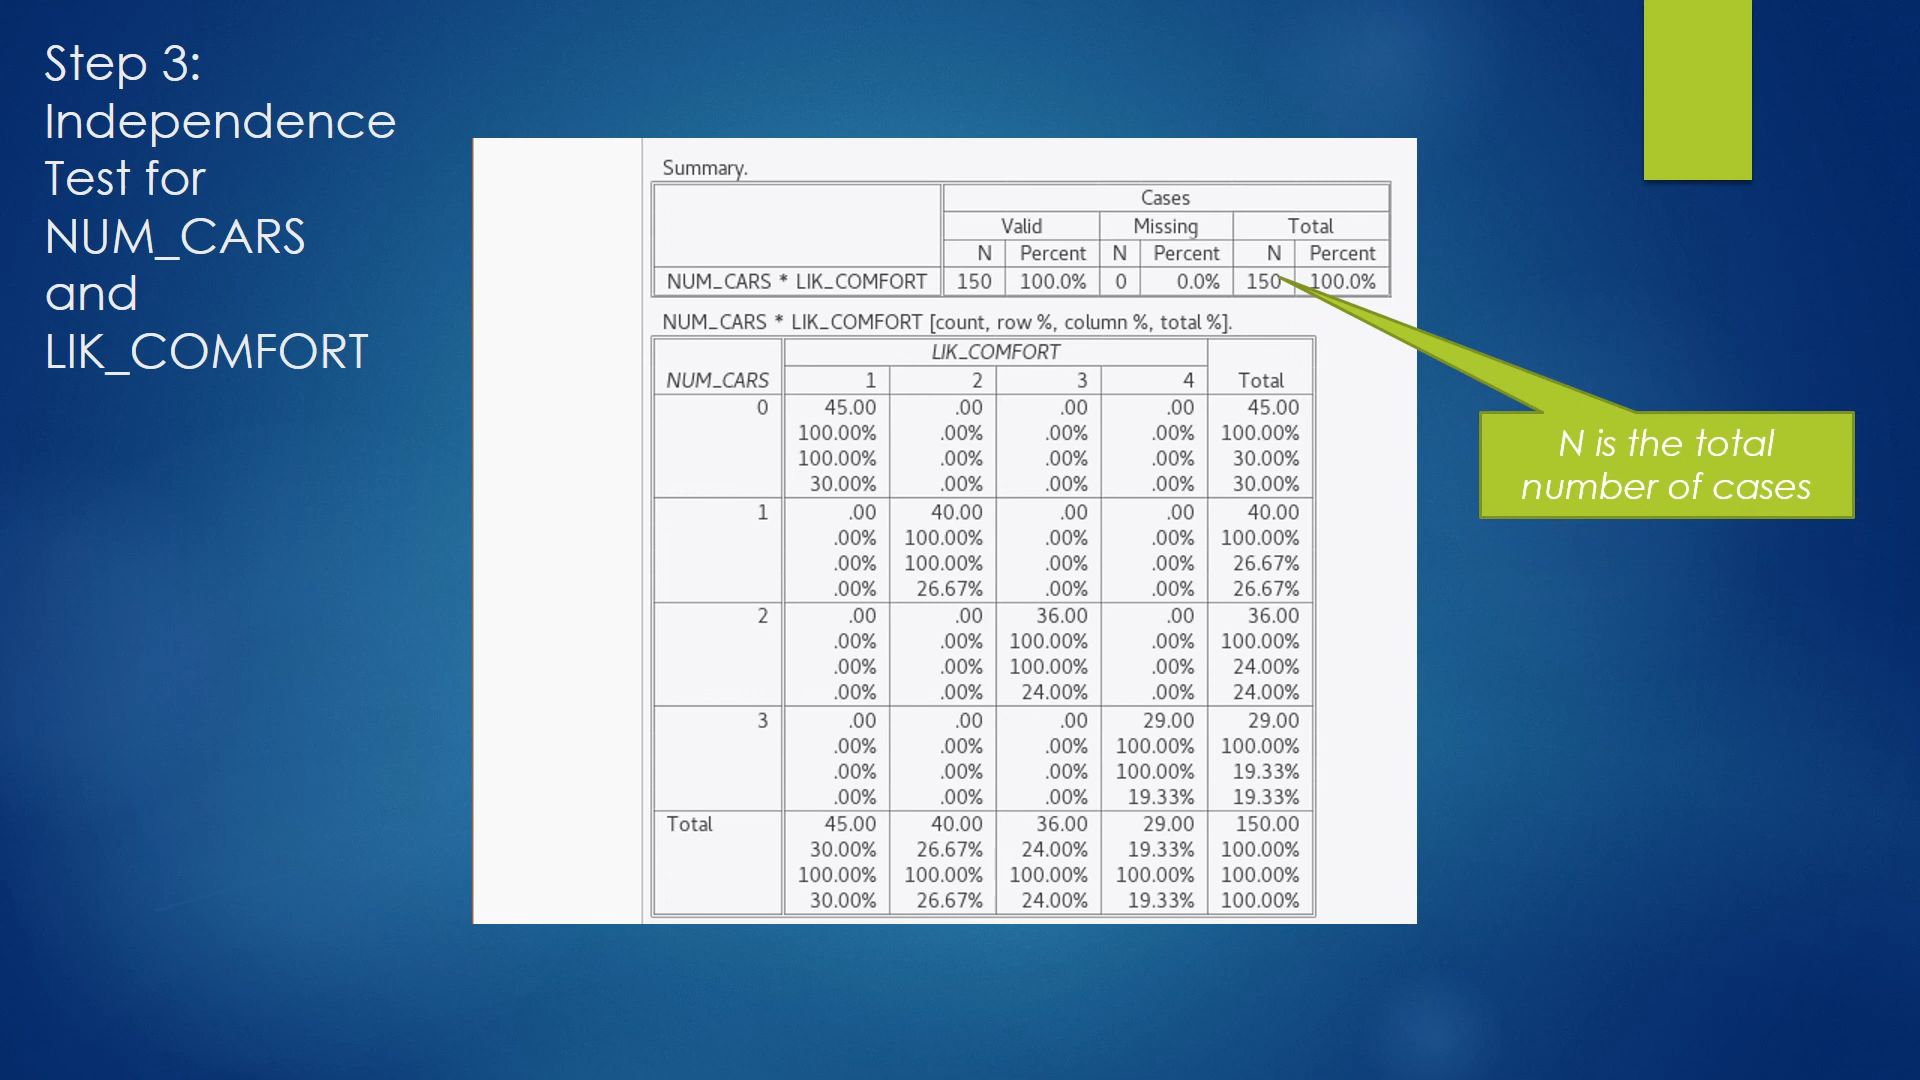 Step 3:
Independence
Test for
NUM_CARS
and
LIK_COMFORT
Summary.
Cases
Valid Missing Total
N Percent N Percent N Percent
NUM_CARS * LIK_COMFORT 150 100.0% 0 0.0% 150 100.0%
NUM_CARS * LIK_COMFORT [count, row %, column %, total %].
LIK_COMFORT
NUM_CARS 1 2 3 4 Total
0 45.00 .00 .00 .00 45.00
100.00% .00% .00% .00% 100.00%
100.00% .00% .00% .00% 30.00%
30.00% .00% .00% .00% 30.00%
1 .00 40.00 .00 .00 40.00
.00% 100.00% .00% .00% 100.00%
.00% 100.00% .00% .00% 26.67%
.00% 26.67% .00% .00% 26.67%
2 .00 .00 36.00 .00 36.00
.00% .00% 100.00% .00% 100.00%
.00% .00% 100.00% .00% 24.00%
.00% .00% 24.00% .00% 24.00%
3 .00 .00 .00 29.00 29.00
.00% .00% .00% 100.00% 100.00%
.00% .00% .00% 100.00% 19.33%
.00% .00% .00% 19.33% 19.33%
Total 45.00 40.00 36.00 29.00 150.00
30.00% 26.67% 24.00% 19.33% 100.00%
100.00% 100.00% 100.00% 100.00% 100.00%
30.00% 26.67% 24.00% 19.33% 100.00%
N is the total
number of cases